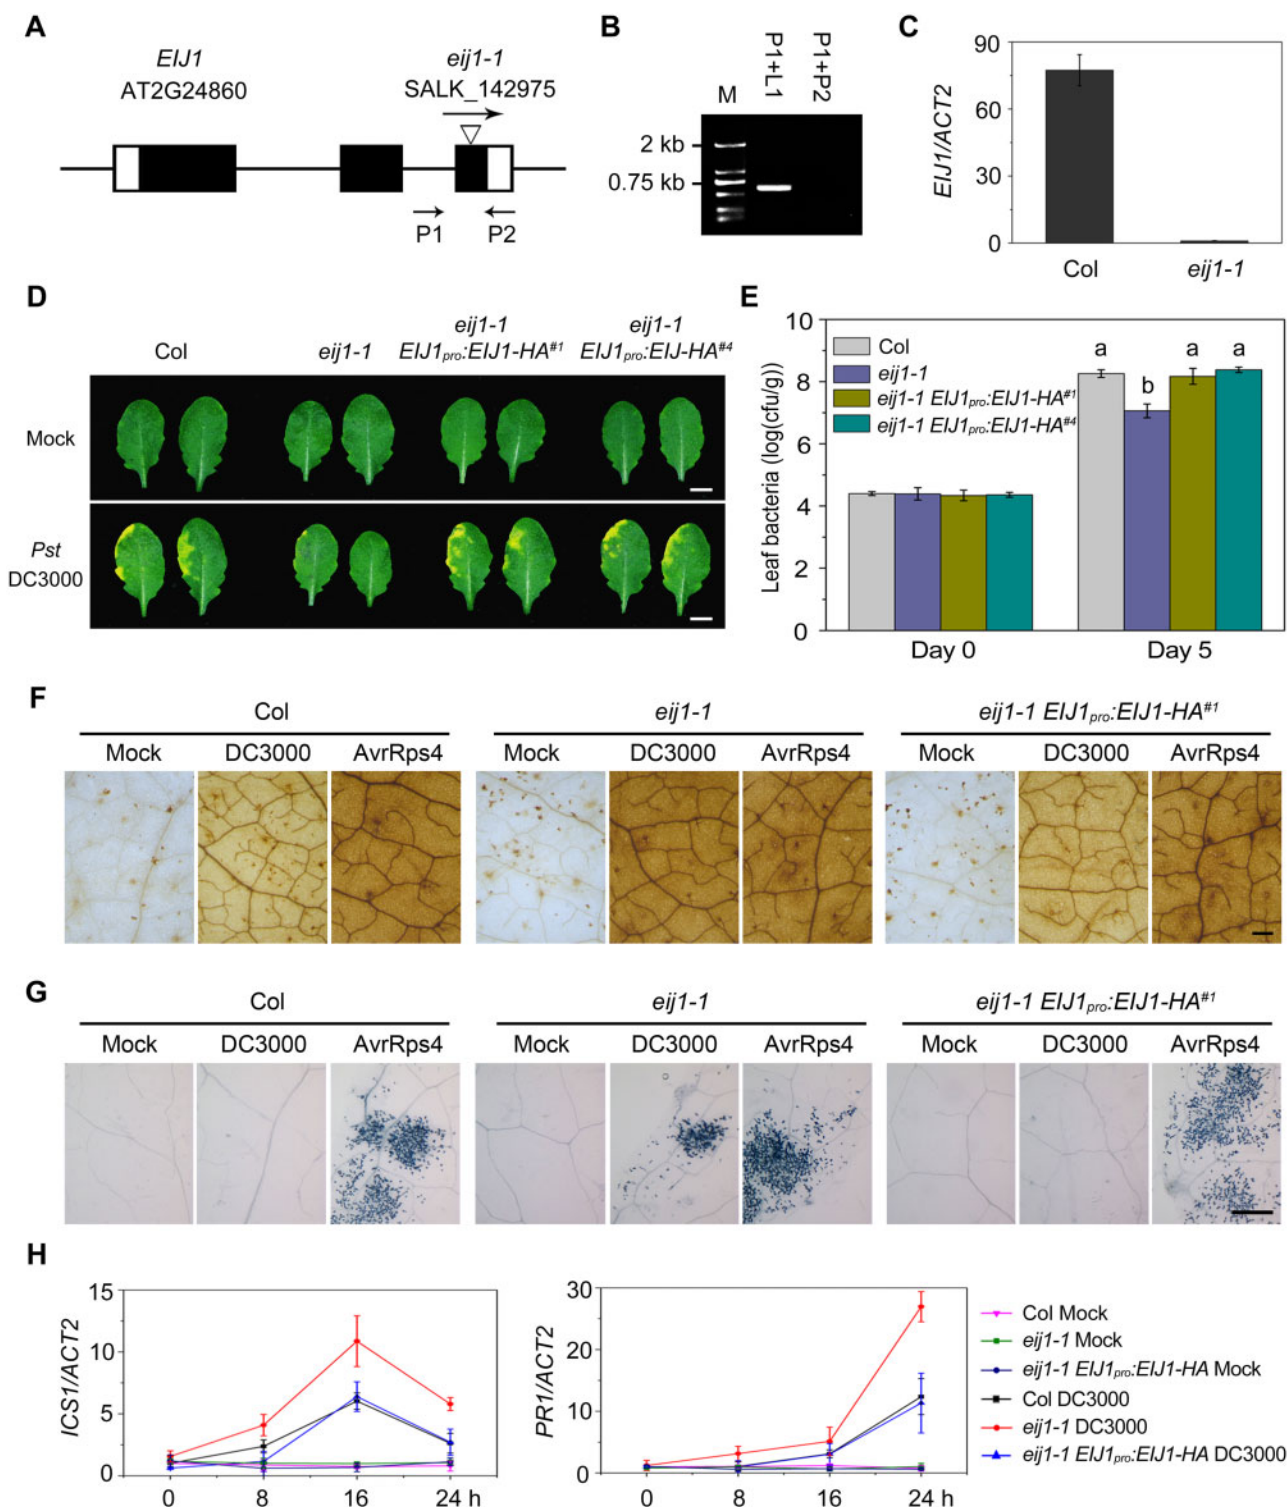 A
EIJ1
AT2G24860
eij1-1
SALK_142975
P1
P2
B
M
P1+L1
P1+P2
2 kb
0.75 kb
C
EIJ1/ACT2
90
60
30
0
Col
eij1-1
D
Col
eij1-1
eij1-1
EIJ1pro:EIJ1-HA#1
eij1-1
EIJ1pro:EIJ-HA#4
Mock
Pst
DC3000
E
Leaf bacteria (log(cfu/g))
10
8
6
4
2
0
Col
eij1-1
eij1-1 EIJ1pro:EIJ1-HA#1
eij1-1 EIJ1pro:EIJ1-HA#4
a
b
a
a
Day 0
Day 5
F
Col
eij1-1
eij1-1 EIJ1pro:EIJ1-HA#1
Mock DC3000 AvrRps4
Mock DC3000 AvrRps4
Mock DC3000 AvrRps4
G
Col
eij1-1
eij1-1 EIJ1pro:EIJ1-HA#1
Mock DC3000 AvrRps4
Mock DC3000 AvrRps4
Mock DC3000 AvrRps4
H
ICS1/ACT2
15
10
5
0
0 8 16 24 h
PR1/ACT2
30
20
10
0
0 8 16 24 h
Col Mock
eij1-1 Mock
eij1-1 EIJ1pro:EIJ1-HA Mock
Col DC3000
eij1-1 DC3000
eij1-1 EIJ1pro:EIJ1-HA DC3000